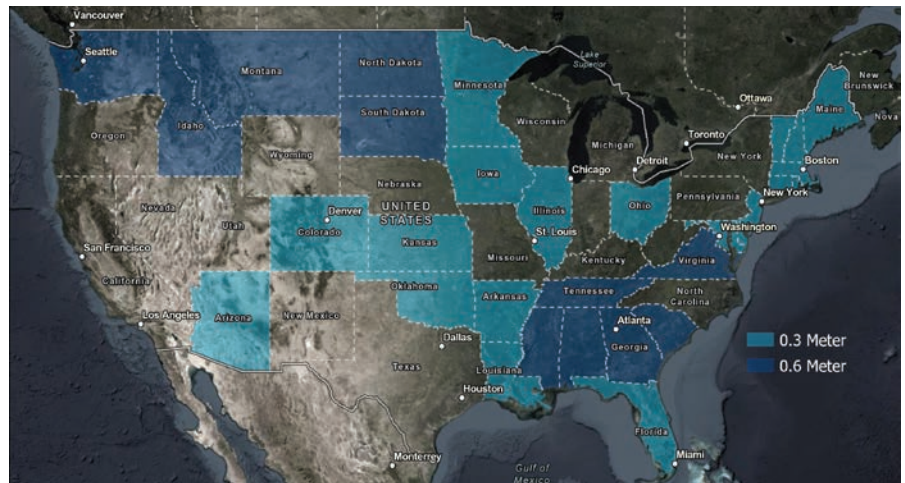 Vancouver
Seattle
Montana
North Dakota
Minnesota
Lake
Superior
Ottawa
New
Brunswick
Maine
Nova
South Dakota
Oregon
Idaho
Wyoming
Wisconsin
Michigan
Toronto
New York
Boston
Detroit
Chicago
Iowa
Nebraska
Nevada
Utah
UNITED
STATES
Denver
Colorado
Kansas
Illinois
St. Louis
Missouri
Ohio
Pennsylvania
New York
Washington
Kentucky
Virginia
San Francisco
California
Los Angeles
Arizona
New Mexico
Oklahoma
Arkansas
Tennessee
North
Carolina
Atlanta
Georgia
Dallas
Texas
Louisiana
Houston
Florida
Miami
Monterrey
Gulf of
Mexico
0.3 Meter
0.6 Meter